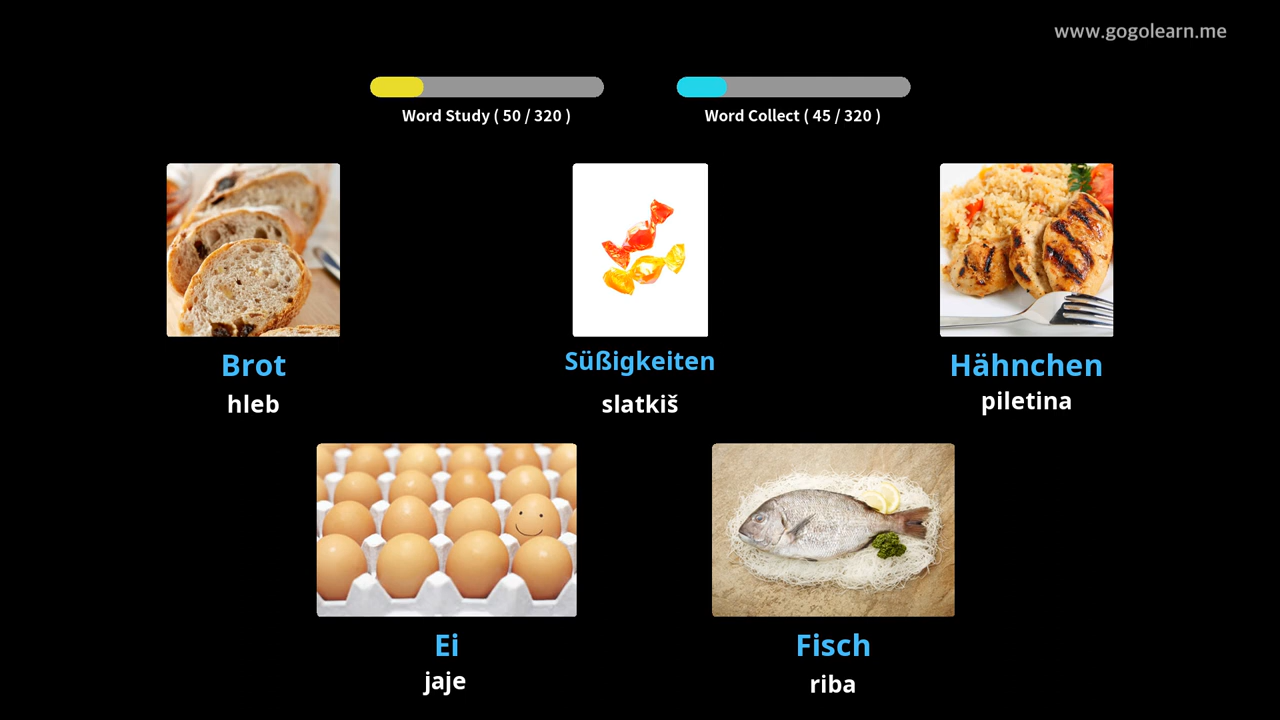 www.gogolearn.me
Word Study ( 50 / 320 )
Word Collect ( 45 / 320 )
Brot
hleb
Süßigkeiten
slatkiš
Hähnchen
piletina
Ei
jaje
Fisch
riba